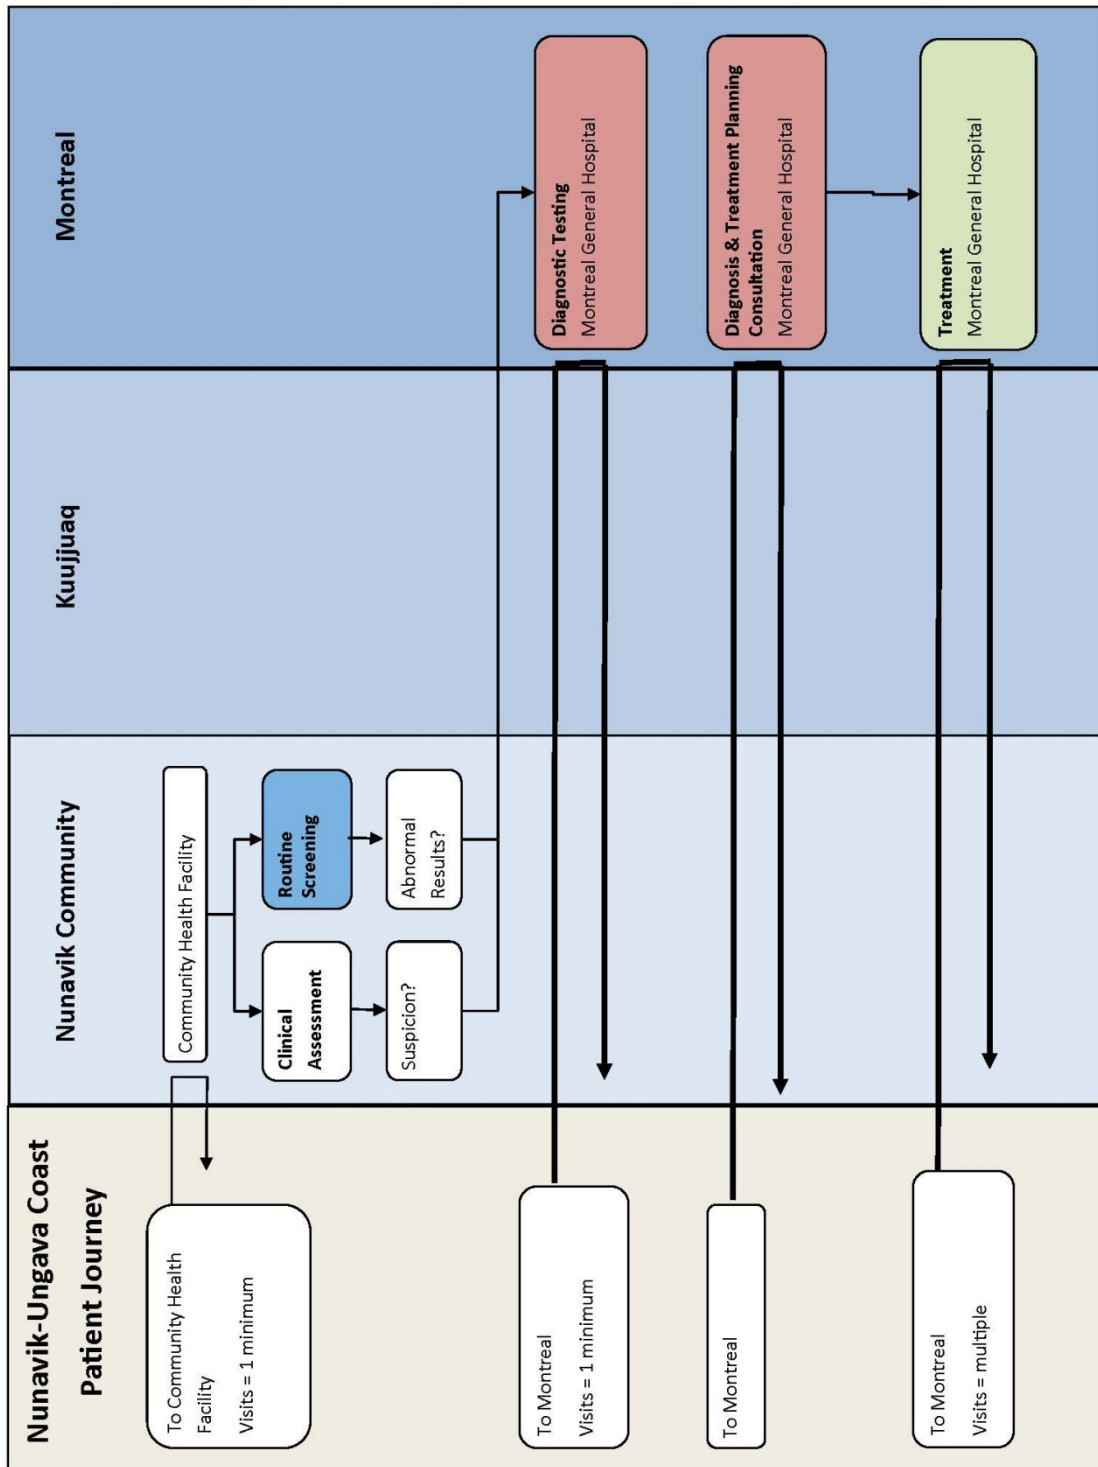 Nunavik-Ungava Coast
Patient Journey
Nunavik Community
Kuujjuaq
Montreal
To Community Health
Facility
Visits = 1 minimum
Community Health Facility
Clinical
Assessment
Routine
Screening
Suspicion?
Abnormal
Results?
To Montreal
Visits = 1 minimum
Diagnostic Testing
Montreal General Hospital
To Montreal
Diagnosis & Treatment Planning
Consultation
Montreal General Hospital
To Montreal
Visits = multiple
Treatment
Montreal General Hospital